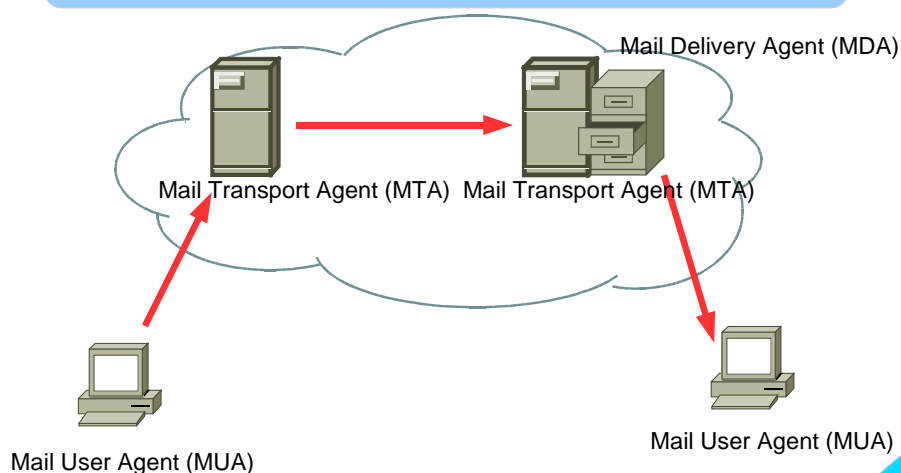 Mail Delivery Agent (MDA)
Mail Transport Agent (MTA)
Mail Transport Agent (MTA)
Mail User Agent (MUA)
Mail User Agent (MUA)